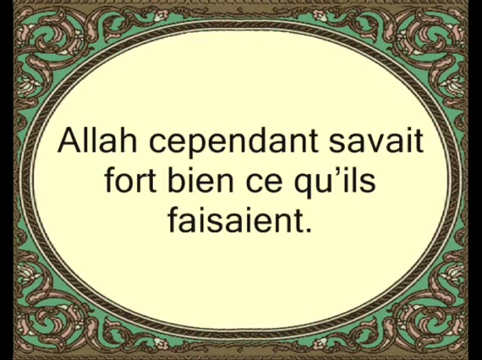 Allah cependant savait
fort bien ce qu’ils
faisaient.